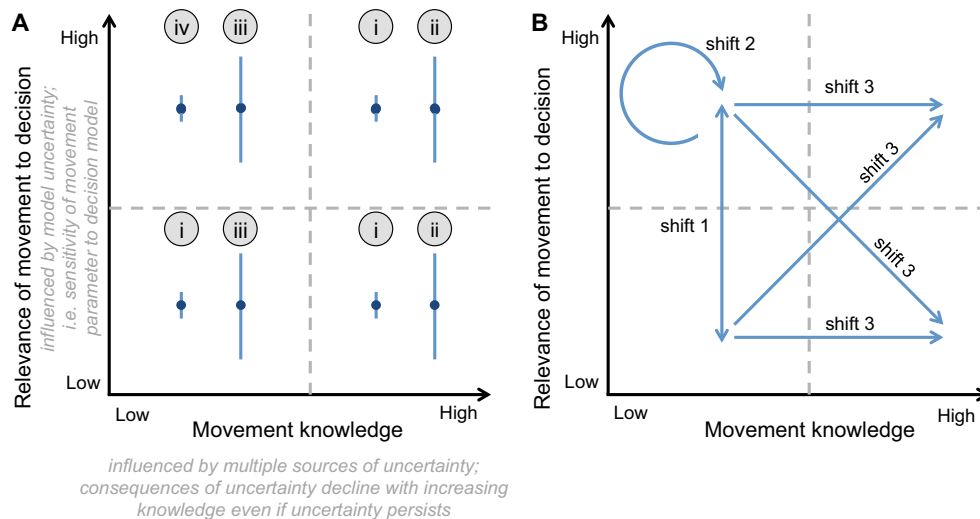 A
High
iv
iii
i
ii
Relevance of movement to decision
influenced by model uncertainty;
i.e. sensitivity of movement
parameter to decision model
i
iii
i
ii
Low
Low
High
Movement knowledge
influenced by multiple sources of uncertainty;
consequences of uncertainty decline with increasing
knowledge even if uncertainty persists
B
High
Relevance of movement to decision
shift 2
shift 3
shift 3
shift 1
shift 3
shift 3
Low
Low
High
Movement knowledge